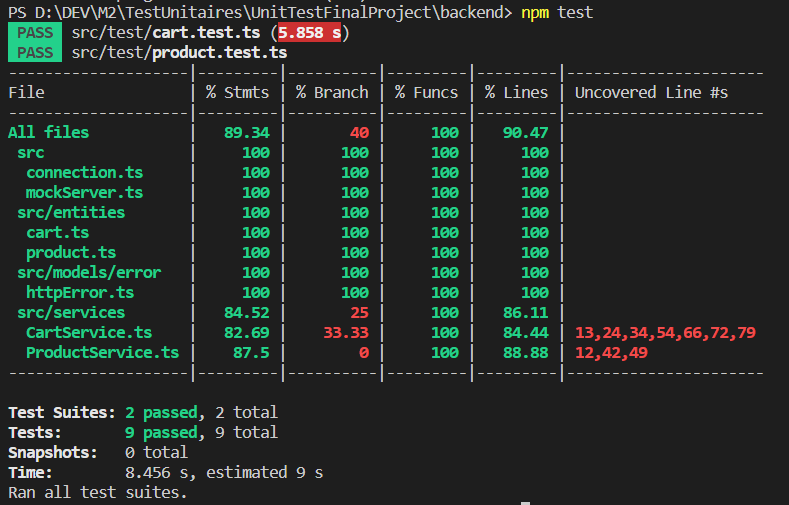 PS D:\DEV\M2\TestUnitaires\UnitTestFinalProject\backend> npm test
PASS src/test/cart.test.ts (5.858 s)
PASS src/test/product.test.ts
--------------------|---------|----------|---------|---------|---------------------
File                | % Stmts | % Branch | % Funcs | % Lines | Uncovered Line #s
--------------------|---------|----------|---------|---------|---------------------
All files           |   89.34 |       40 |     100 |   90.47 |
 src                |     100 |      100 |     100 |     100 |
  connection.ts     |     100 |      100 |     100 |     100 |
  mockServer.ts     |     100 |      100 |     100 |     100 |
 src/entities       |     100 |      100 |     100 |     100 |
  cart.ts           |     100 |      100 |     100 |     100 |
  product.ts        |     100 |      100 |     100 |     100 |
 src/models/error   |     100 |      100 |     100 |     100 |
  httpError.ts      |     100 |      100 |     100 |     100 |
 src/services       |   84.52 |       25 |     100 |   86.11 |
  CartService.ts    |   82.69 |    33.33 |     100 |   84.44 | 13,24,34,54,66,72,79
  ProductService.ts |    87.5 |        0 |     100 |   88.88 | 12,42,49
--------------------|---------|----------|---------|---------|---------------------
Test Suites: 2 passed, 2 total
Tests:       9 passed, 9 total
Snapshots:   0 total
Time:        8.456 s, estimated 9 s
Ran all test suites.